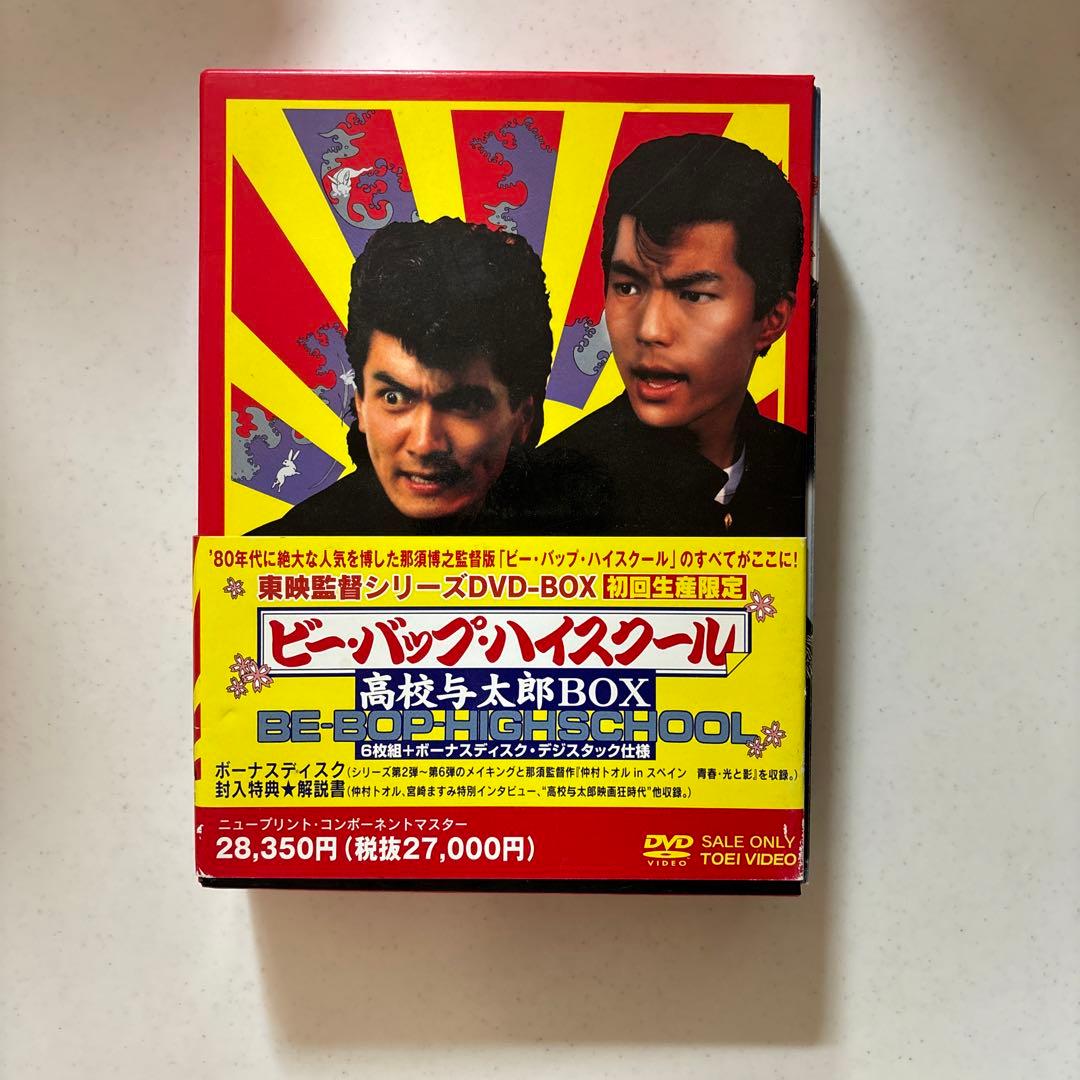 '80年代に絶大な人気を博した那須博之監督版「ビー・バップ・ハイスクール」のすべてがここに!
東映監督シリーズDVD-BOX 初回生産限定
ビー・バップ・ハイスクール
高校与太郎BOX
BE-BOP-HIGHSCHOOL
6枚組+ボーナスディスク・デジスタック仕様
ボーナスディスク(シリーズ第2弾〜第6弾のメイキングと那須監督作『仲村トオル in スペイン 青春・光と影』を収録。)
封入特典★解説書(仲村トオル、宮崎ますみ特別インタビュー、“高校与太郎映画狂時代”他収録。)
ニュープリント・コンポーネントマスター
28,350円(税抜27,000円)
DVD VIDEO
SALE ONLY
TOEI VIDEO